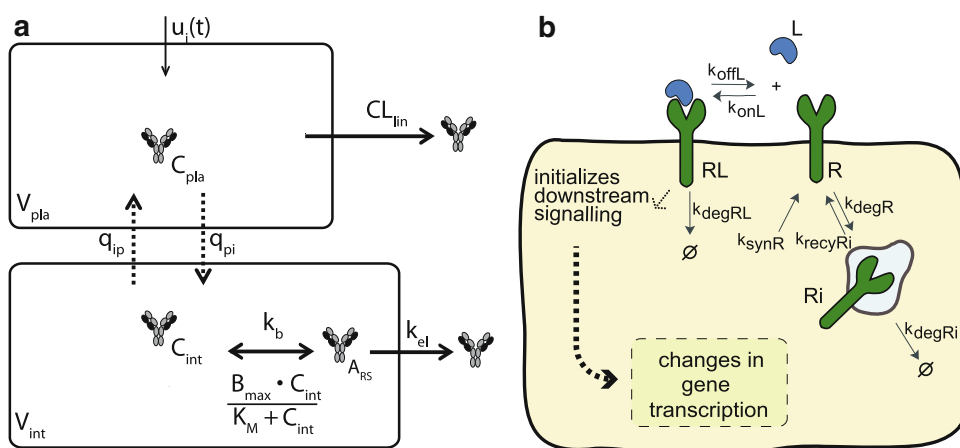 a
u_i(t)
CL_lin
C_pla
V_pla
q_ip
q_pi
C_int
k_b
A_RS
k_el
B_max · C_int
K_M + C_int
V_int
b
L
k_offL
+
k_onL
RL
R
initializes
downstream
signalling
k_degRL
∅
k_synR
k_degR
k_recyRi
Ri
k_degRi
∅
changes in
gene
transcription